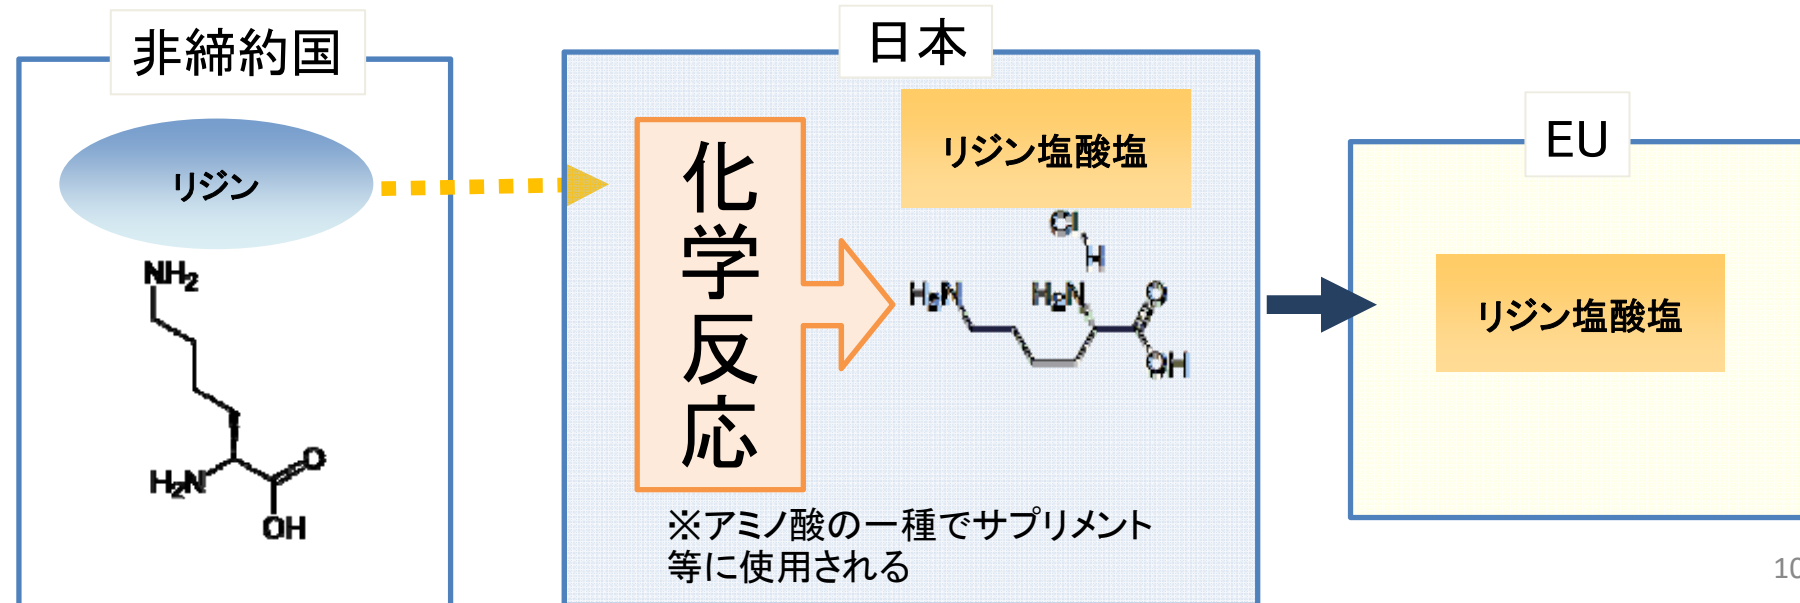 非締約国
リジン
NH2
H2N
O
OH
日本
化学反応
リジン塩酸塩
Cl
H
H2N
H2N
O
OH
※アミノ酸の一種でサプリメント
等に使用される
EU
リジン塩酸塩
10